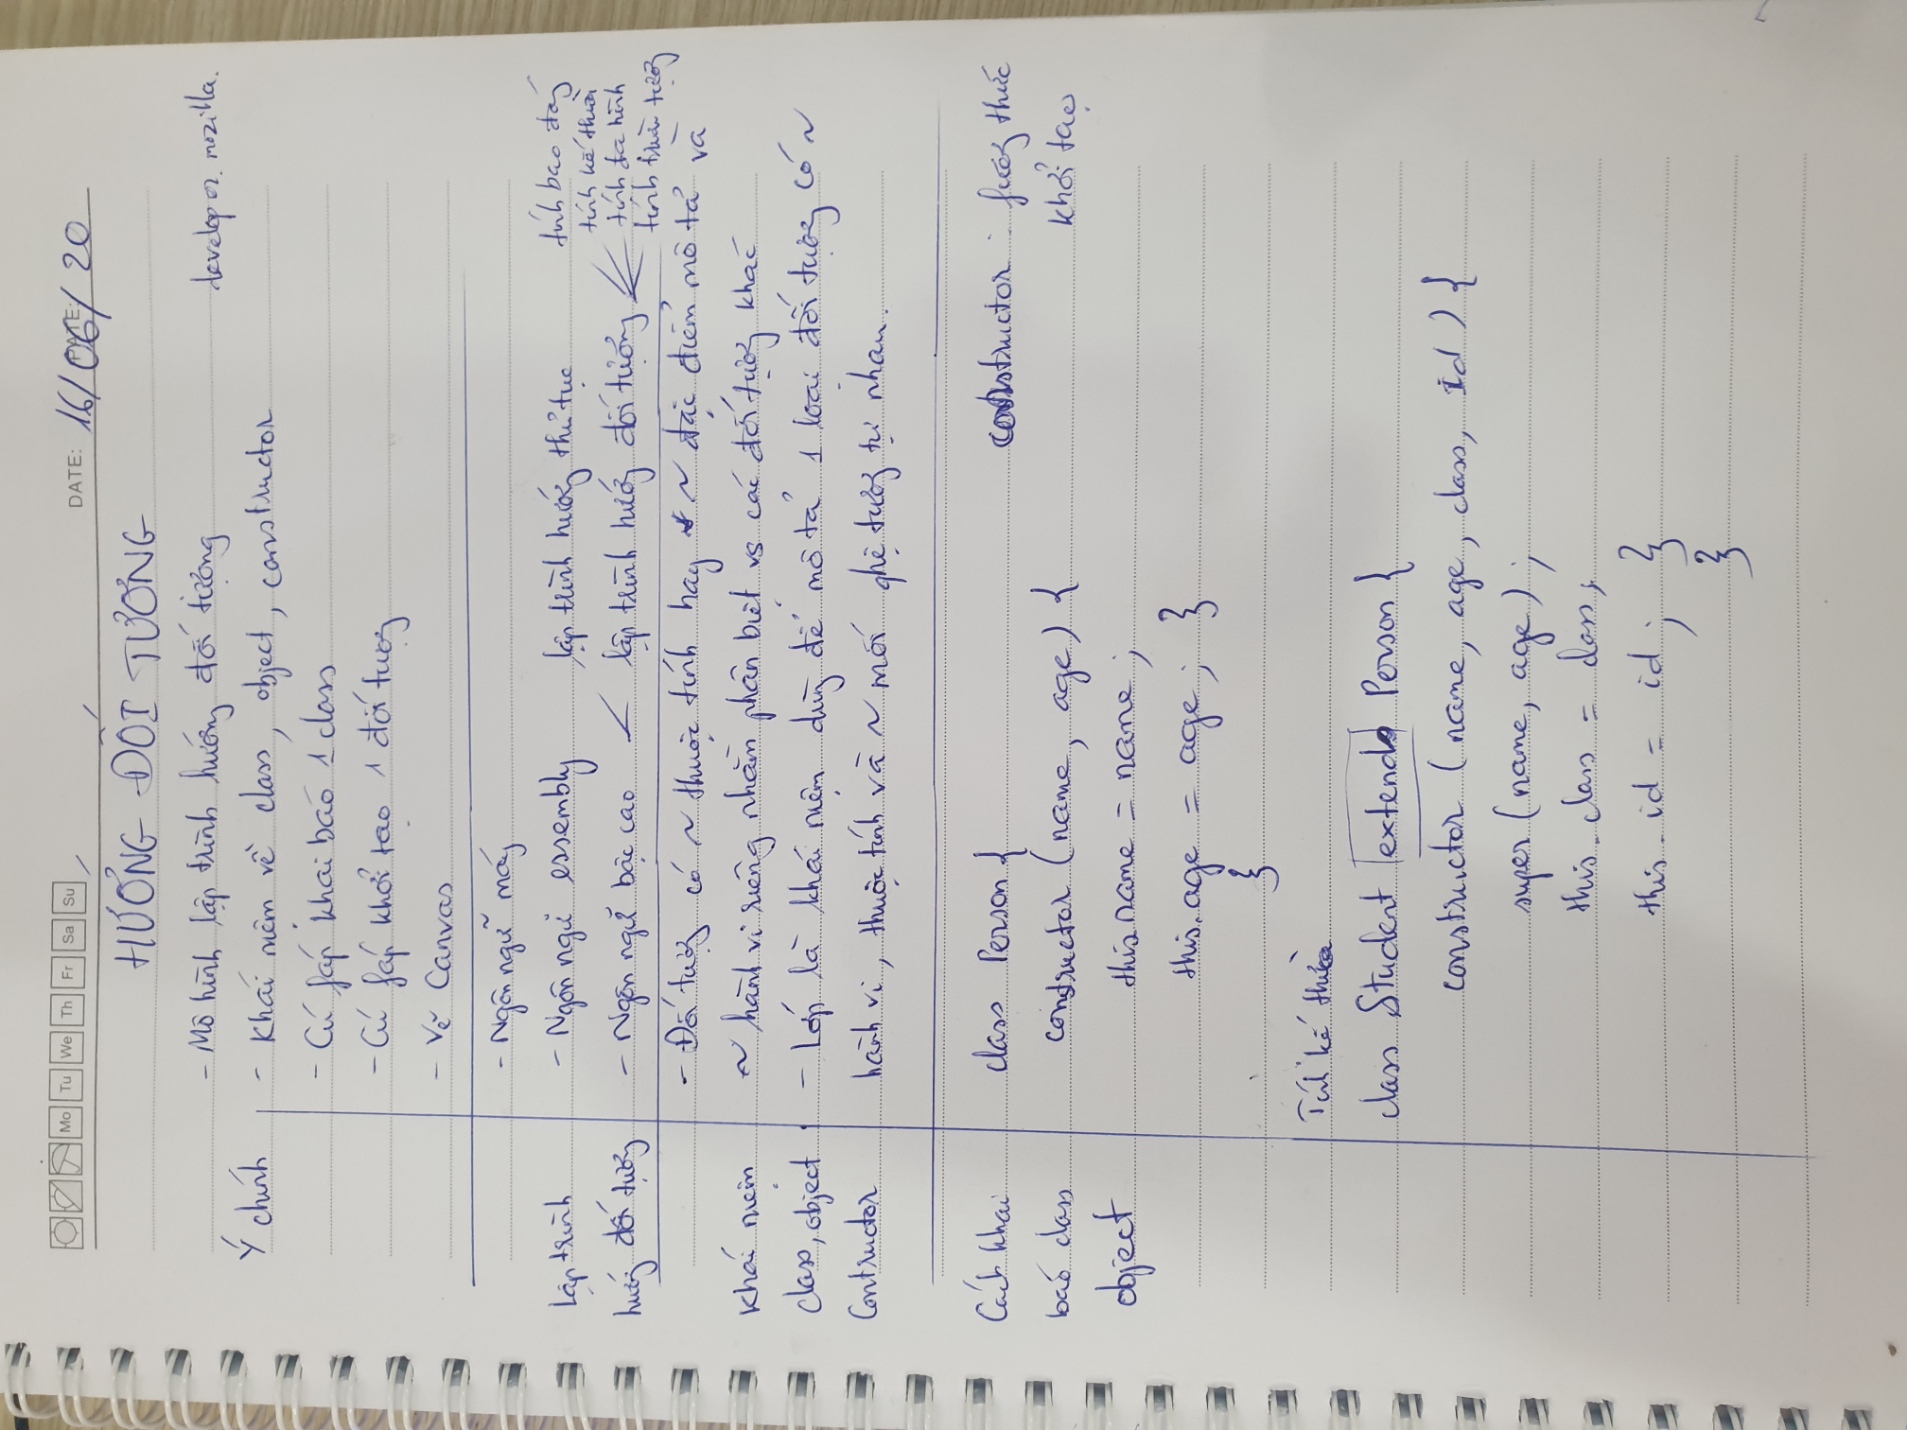 Mo Tu We Th Fr Sa Su
DATE: 16/06/20
HƯỚNG ĐỐI TƯỢNG
- Mô hình lập trình hướng đối tượng
developer.mozilla.
Ý chính
- Khái niệm về class, object, constructor
- Cú fáp khai báo 1 class
- Cú fáp khởi tạo 1 đối tượng
- Vẽ Canvas
- Ngôn ngữ máy
Lập trình
hướng đối tượng
- Ngôn ngữ essembly
lập trình hướng thủ tục
- Ngôn ngữ bậc cao
lập trình hướng đối tượng
tính bao đóng
tính kế thừa
tính đa hình
tính trừu tượng
Khái niệm
class, object
Contructor
- Đối tượng có ~ thuộc tính hay ~ đặc điểm mô tả và
~ hành vi riêng nhằm phân biệt vs các đối tượng khác
- Lớp là khái niệm dùng để mô tả 1 loại đối tượng có ~
hành vi, thuộc tính và ~ mối qhệ tương tự nhau.
Cách khai
báo class
object
class Person {
constructor : fương thức
khởi tạo
constructor (name, age) {
this.name = name ;
this.age = age ; }
}
Tính kế thừa
class Student extends Person {
constructor (name, age, class, id ) {
super (name, age) ;
this.class = class ;
this.id = id ; }
}